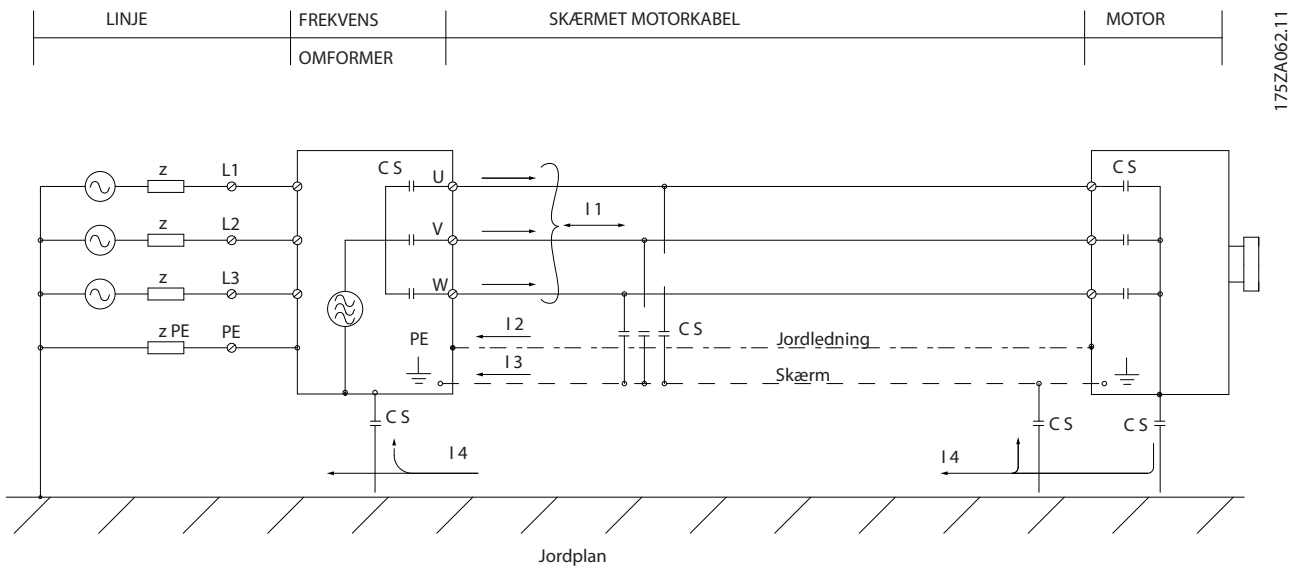 LINJE
FREKVENS
OMFORMER
SKÆRMET MOTORKABEL
MOTOR
175ZA062.11
z
L1
C S
U
C S
I 1
z
L2
V
z
L3
W
z PE
PE
PE
I 2
C S
Jordledning
I 3
Skærm
C S
C S
C S
I 4
I 4
Jordplan